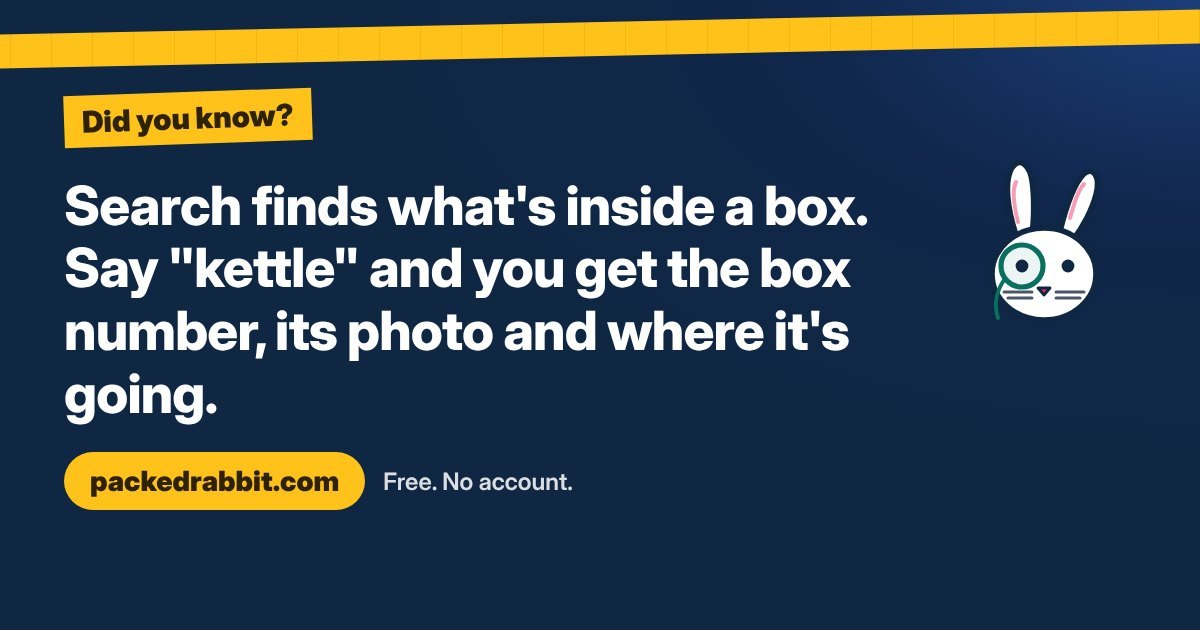 Did you know?
Search finds what's inside a box.
Say "kettle" and you get the box
number, its photo and where it's
going.
packedrabbit.com
Free. No account.